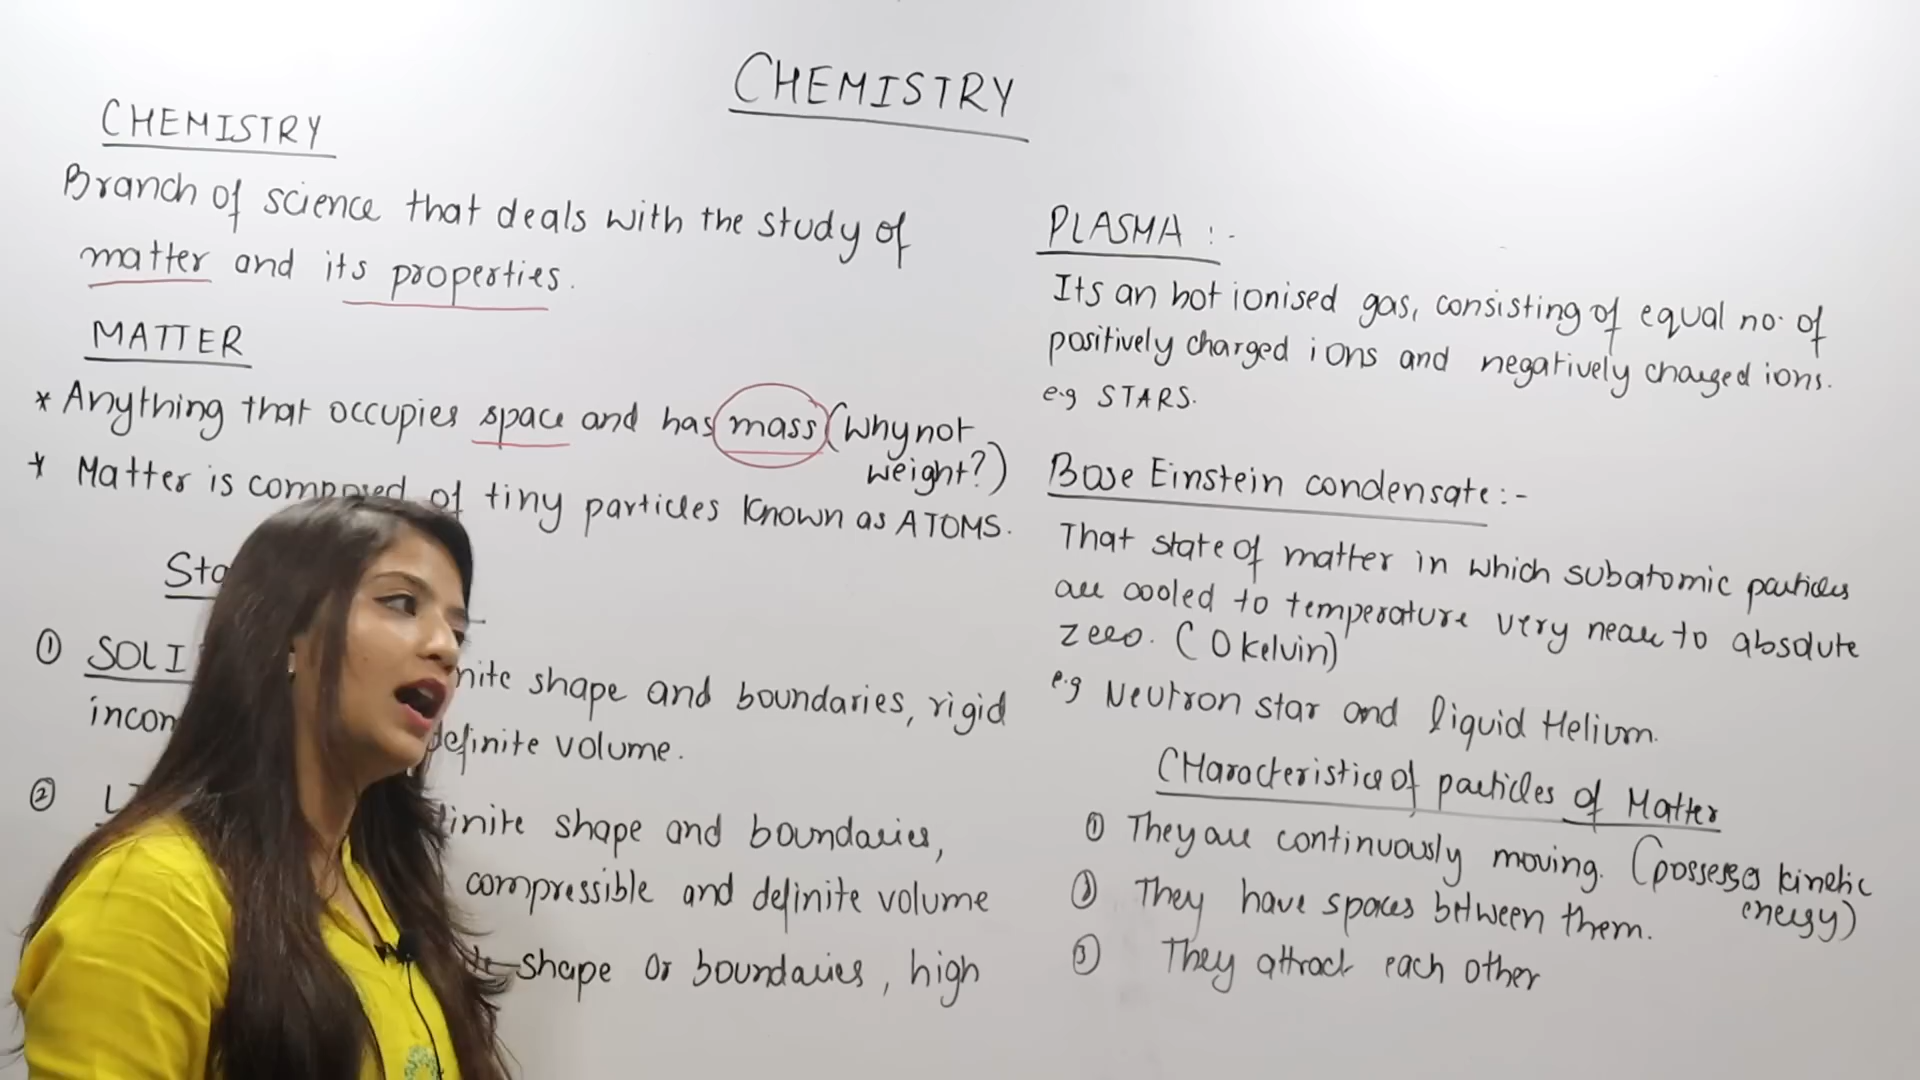 CHEMISTRY
CHEMISTRY
Branch of science that deals with the study of
matter and its properties.
MATTER
* Anything that occupies space and has mass (Why not
weight?)
* Matter is composed of tiny particles known as ATOMS.
① shape and boundaries, rigid
definite volume.
② shape and boundaries,
compressible and definite volume
shape or boundaries, high
PLASMA :-
Its an hot ionised gas, consisting of equal no. of
positively charged ions and negatively charged ions.
e.g STARS.
Bose Einstein condensate:-
That state of matter in which subatomic particles
are cooled to temperature very near to absolute
zero. (0 kelvin)
e.g Neutron star and liquid Helium.
Characteristics of particles of Matter
① They are continuously moving. (possesses kinetic
energy)
② They have spaces between them.
③ They attract each other